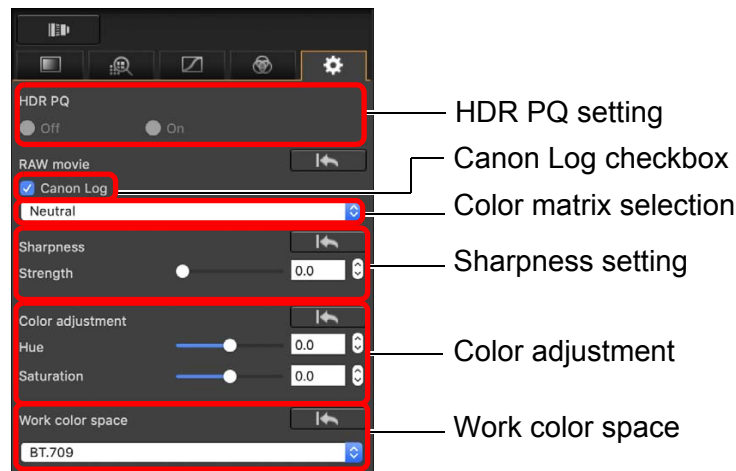 HDR PQ
Off On
RAW movie
Canon Log
Neutral
Sharpness
Strength 0.0
Color adjustment
Hue 0.0
Saturation 0.0
Work color space
BT.709
HDR PQ setting
Canon Log checkbox
Color matrix selection
Sharpness setting
Color adjustment
Work color space